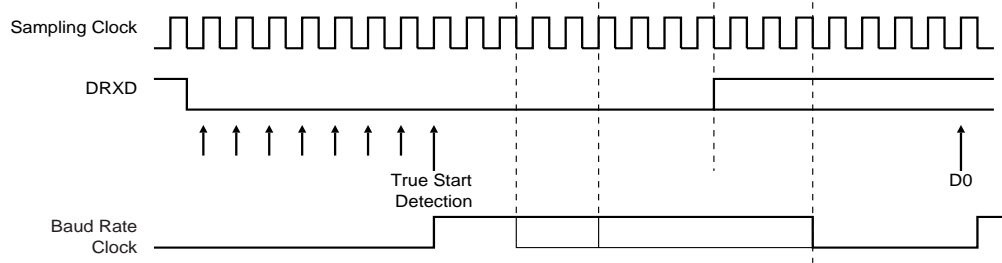 Sampling Clock
DRXD
True Start
Detection
D0
Baud Rate
Clock